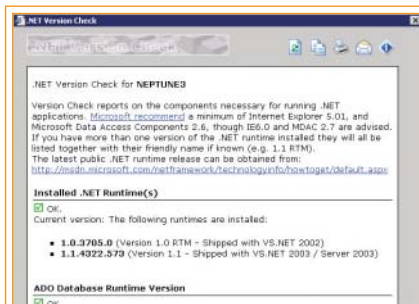 .NET Version Check
.NET Version Check
.NET Version Check for NEPTUNE3
Version Check reports on the components necessary for running .NET
applications. Microsoft recommend a minimum of Internet Explorer 5.01, and
Microsoft Data Access Components 2.6, though IE6.0 and MDAC 2.7 are advised.
If you have more than one version of the .NET runtime installed they will all be
listed together with their friendly name if known (e.g. 1.1 RTM).
The latest public .NET runtime release can be obtained from:
http://msdn.microsoft.com/netframework/technologyinfo/howtoget/default.aspx
Installed .NET Runtime(s)
OK.
Current version: The following runtimes are installed:
1.0.3705.0 (Version 1.0 RTM - Shipped with VS.NET 2002)
1.1.4322.573 (Version 1.1 - Shipped with VS.NET 2003 / Server 2003)
ADO Database Runtime Version
OK